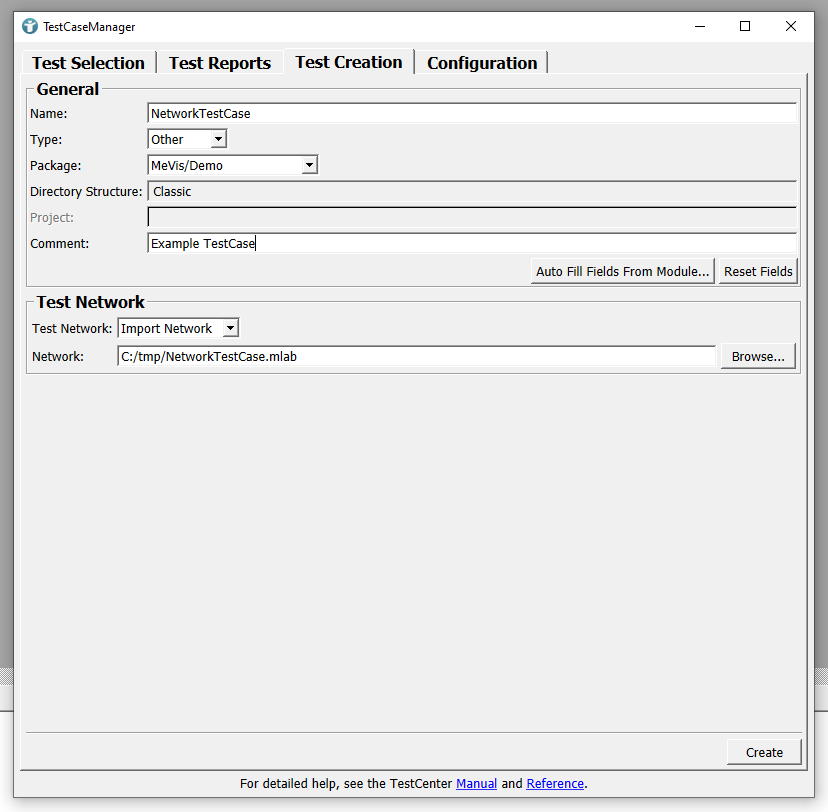 TestCaseManager
Test Selection Test Reports Test Creation Configuration
General
Name: NetworkTestCase
Type: Other
Package: MeVis/Demo
Directory Structure: Classic
Project:
Comment: Example TestCase
Auto Fill Fields From Module... Reset Fields
Test Network
Test Network: Import Network
Network: C:/tmp/NetworkTestCase.mlab Browse...
Create
For detailed help, see the TestCenter Manual and Reference.